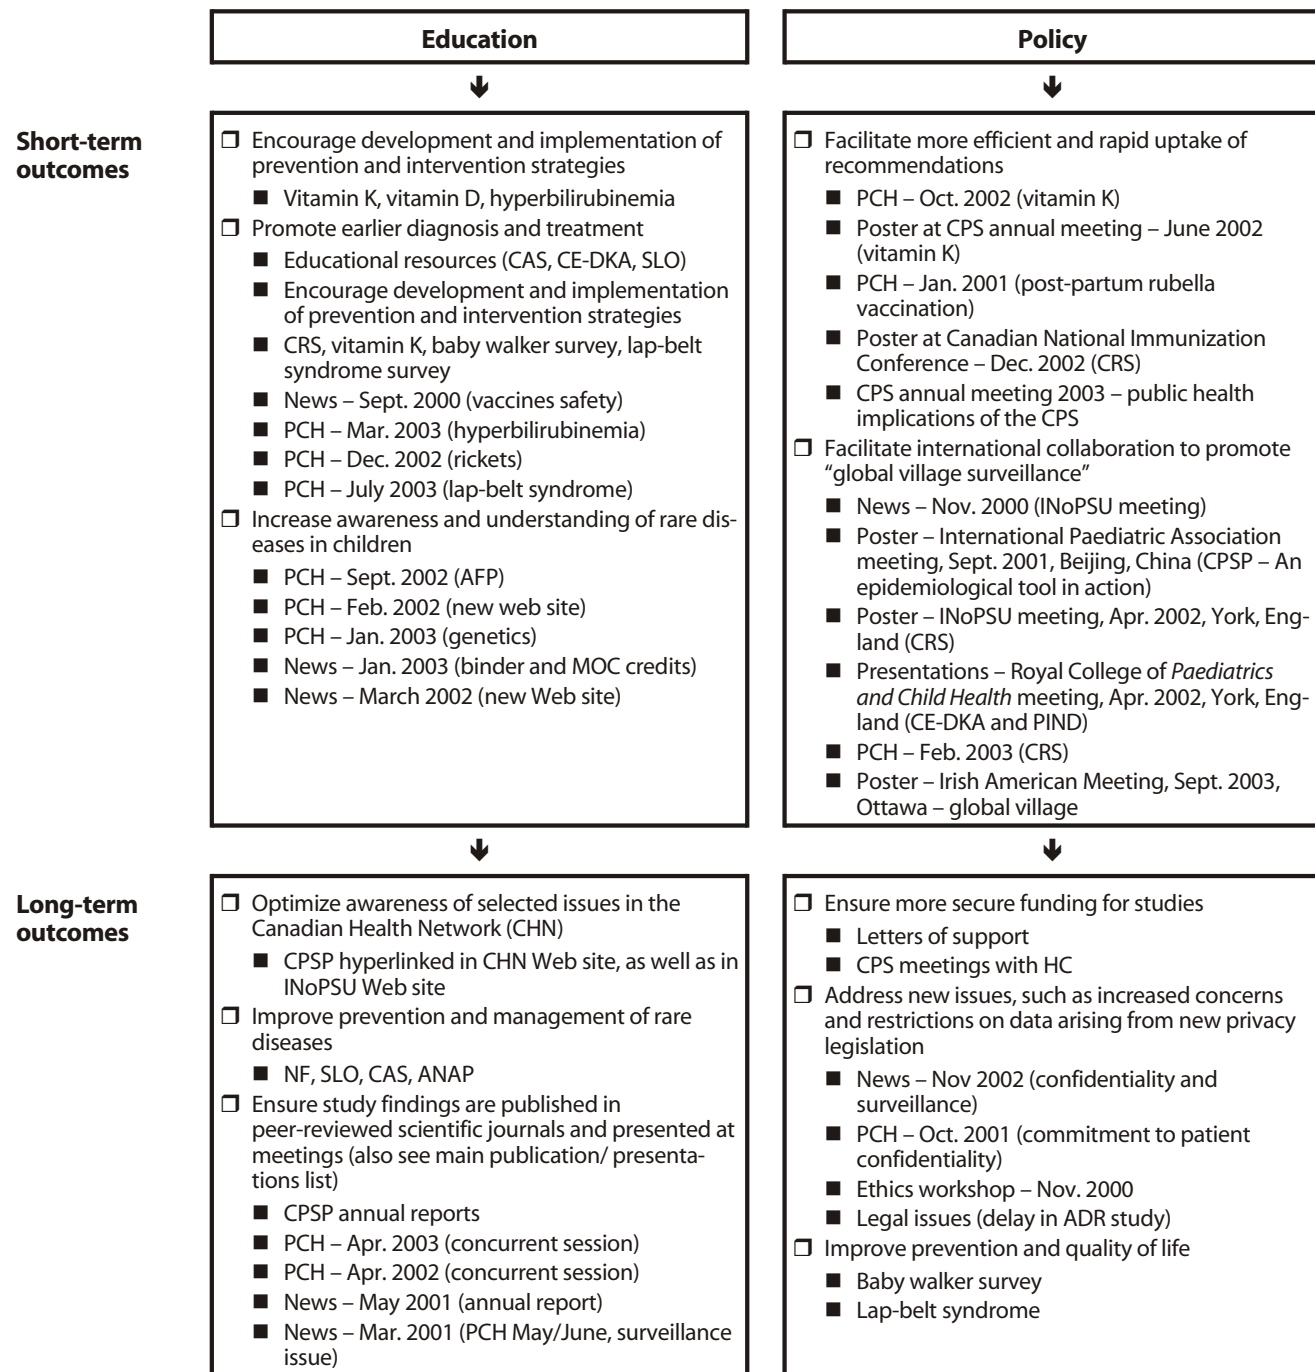 Education
Policy
Short-term
outcomes
❒ Encourage development and implementation of
prevention and intervention strategies
■ Vitamin K, vitamin D, hyperbilirubinemia
❒ Promote earlier diagnosis and treatment
■ Educational resources (CAS, CE-DKA, SLO)
■ Encourage development and implementation
of prevention and intervention strategies
■ CRS, vitamin K, baby walker survey, lap-belt
syndrome survey
■ News – Sept. 2000 (vaccines safety)
■ PCH – Mar. 2003 (hyperbilirubinemia)
■ PCH – Dec. 2002 (rickets)
■ PCH – July 2003 (lap-belt syndrome)
❒ Increase awareness and understanding of rare dis-
eases in children
■ PCH – Sept. 2002 (AFP)
■ PCH – Feb. 2002 (new web site)
■ PCH – Jan. 2003 (genetics)
■ News – Jan. 2003 (binder and MOC credits)
■ News – March 2002 (new Web site)
❒ Facilitate more efficient and rapid uptake of
recommendations
■ PCH – Oct. 2002 (vitamin K)
■ Poster at CPS annual meeting – June 2002
(vitamin K)
■ PCH – Jan. 2001 (post-partum rubella
vaccination)
■ Poster at Canadian National Immunization
Conference – Dec. 2002 (CRS)
■ CPS annual meeting 2003 – public health
implications of the CPS
❒ Facilitate international collaboration to promote
“global village surveillance”
■ News – Nov. 2000 (INoPSU meeting)
■ Poster – International Paediatric Association
meeting, Sept. 2001, Beijing, China (CPSP – An
epidemiological tool in action)
■ Poster – INoPSU meeting, Apr. 2002, York, Eng-
land (CRS)
■ Presentations – Royal College of Paediatrics
and Child Health meeting, Apr. 2002, York, Eng-
land (CE-DKA and PIND)
■ PCH – Feb. 2003 (CRS)
■ Poster – Irish American Meeting, Sept. 2003,
Ottawa – global village
Long-term
outcomes
❒ Optimize awareness of selected issues in the
Canadian Health Network (CHN)
■ CPSP hyperlinked in CHN Web site, as well as in
INoPSU Web site
❒ Improve prevention and management of rare
diseases
■ NF, SLO, CAS, ANAP
❒ Ensure study findings are published in
peer-reviewed scientific journals and presented at
meetings (also see main publication/ presenta-
tions list)
■ CPSP annual reports
■ PCH – Apr. 2003 (concurrent session)
■ PCH – Apr. 2002 (concurrent session)
■ News – May 2001 (annual report)
■ News – Mar. 2001 (PCH May/June, surveillance
issue)
❒ Ensure more secure funding for studies
■ Letters of support
■ CPS meetings with HC
❒ Address new issues, such as increased concerns
and restrictions on data arising from new privacy
legislation
■ News – Nov 2002 (confidentiality and
surveillance)
■ PCH – Oct. 2001 (commitment to patient
confidentiality)
■ Ethics workshop – Nov. 2000
■ Legal issues (delay in ADR study)
❒ Improve prevention and quality of life
■ Baby walker survey
■ Lap-belt syndrome